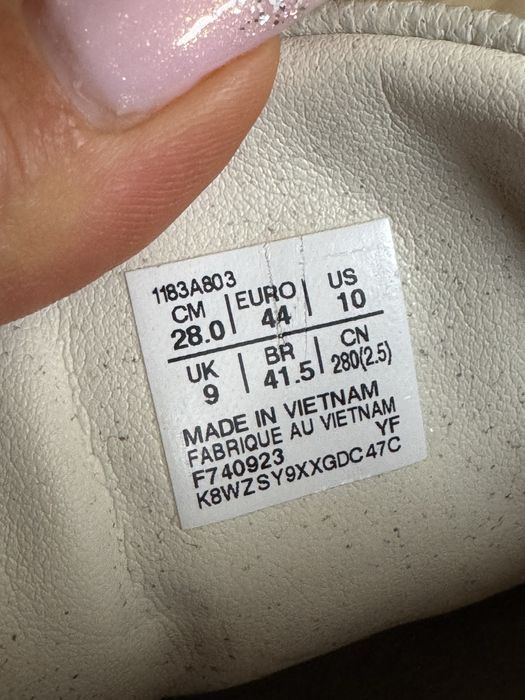 1183A803
CM | EURO | US
28.0 | 44 | 10
UK | BR | CN
9 | 41.5 | 280(2.5)
MADE IN VIETNAM
FABRIQUE AU VIETNAM
F740923 YF
K8WZSY9XXGDC47C